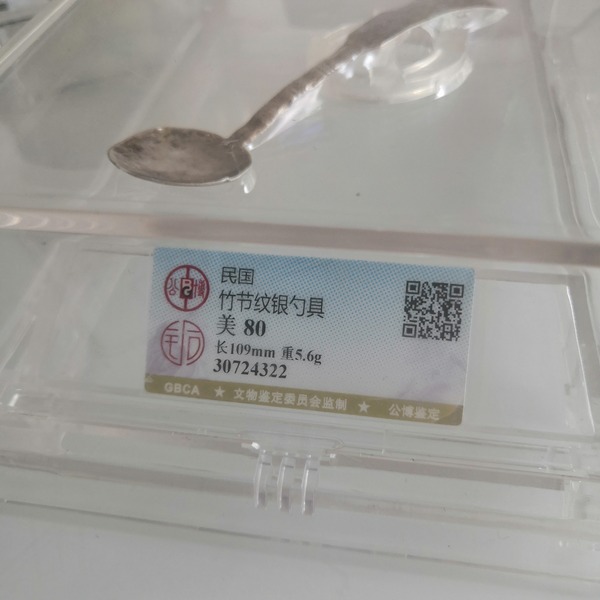 民国
竹节纹银勺具
美 80
长109mm 重5.6g
30724322
GBCA ★ 文物鉴定委员会监制 ★ 公博鉴定